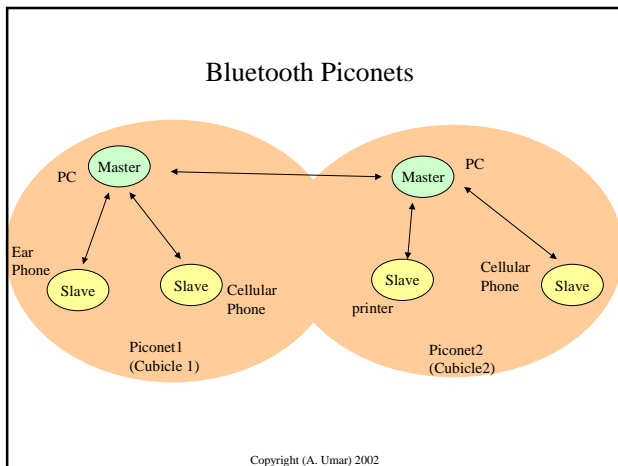 Bluetooth Piconets
Master
PC
Master
PC
Ear
Phone
Slave
Slave
Cellular
Phone
Slave
printer
Cellular
Phone
Slave
Piconet1
(Cubicle 1)
Piconet2
(Cubicle2)
Copyright (A. Umar) 2002